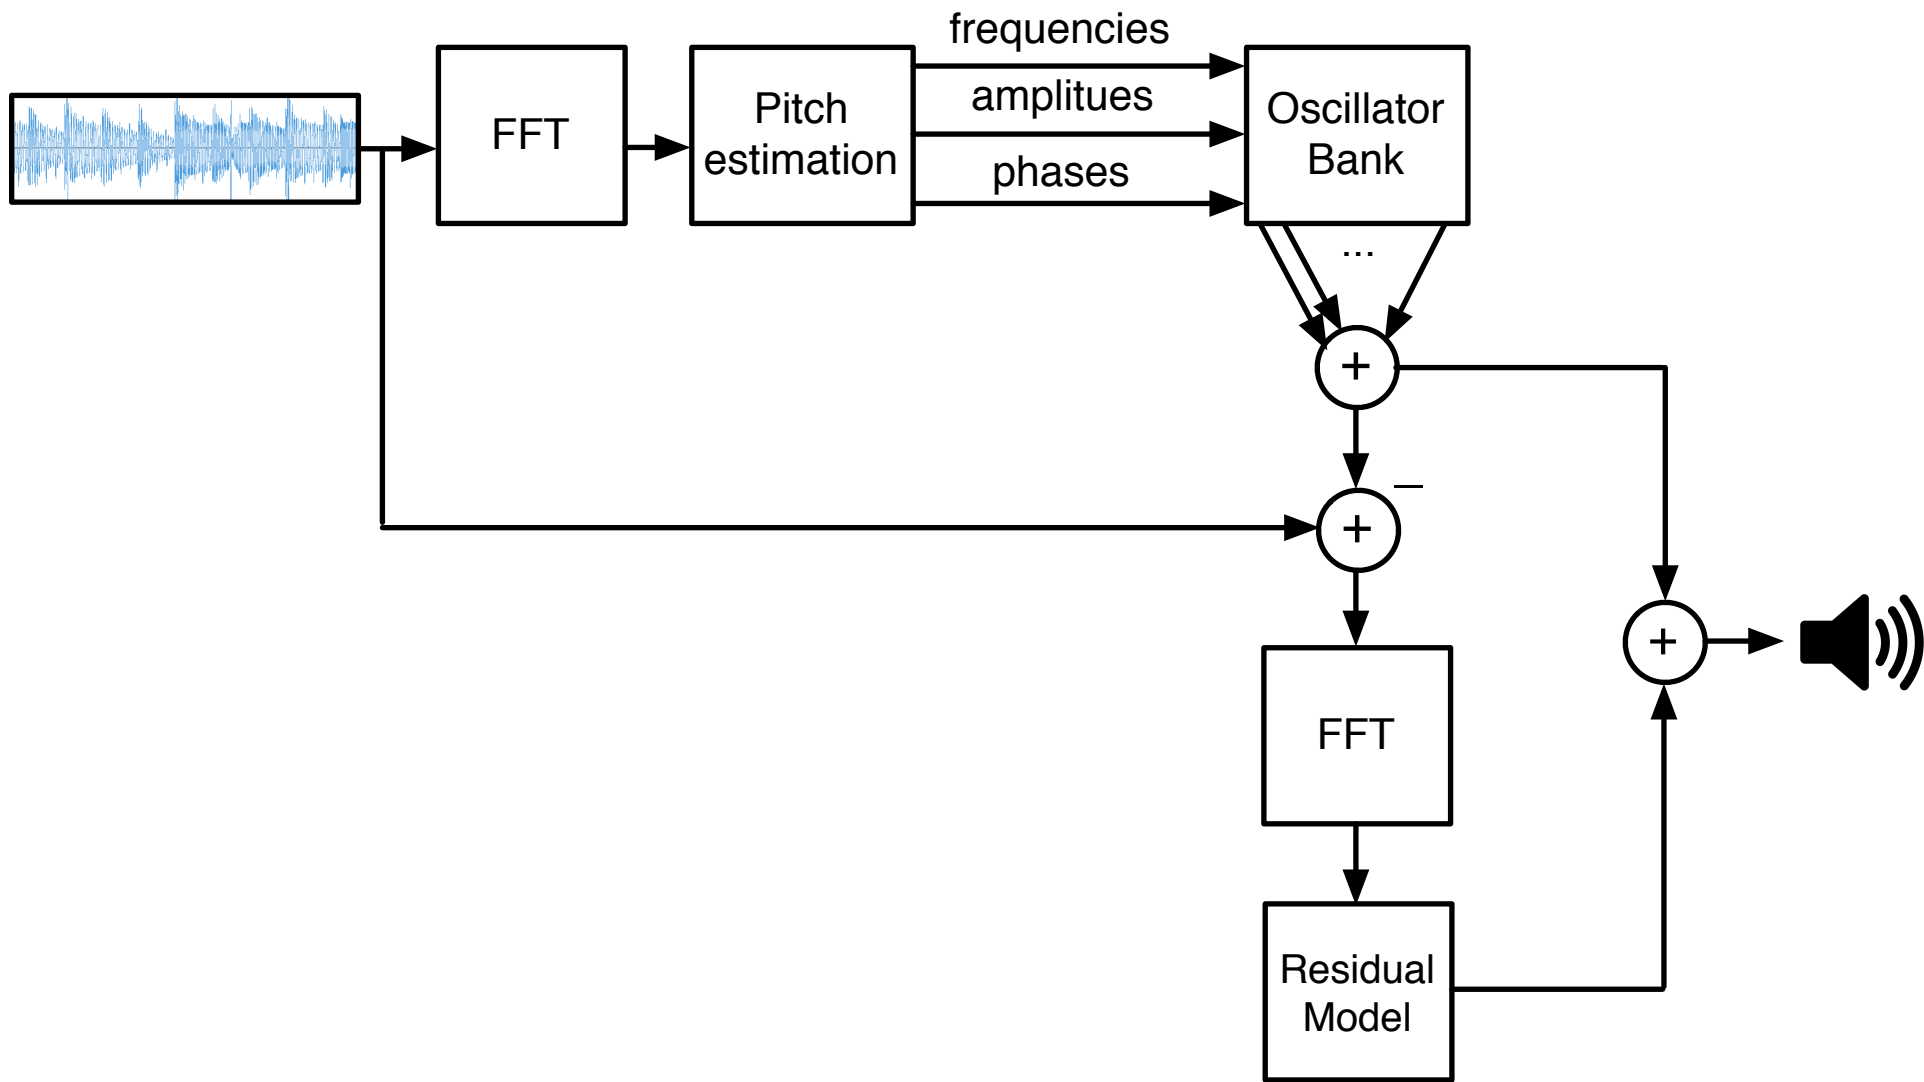 frequencies
FFT
Pitch
estimation
amplitues
phases
Oscillator
Bank
...
+
–
+
+
FFT
Residual
Model